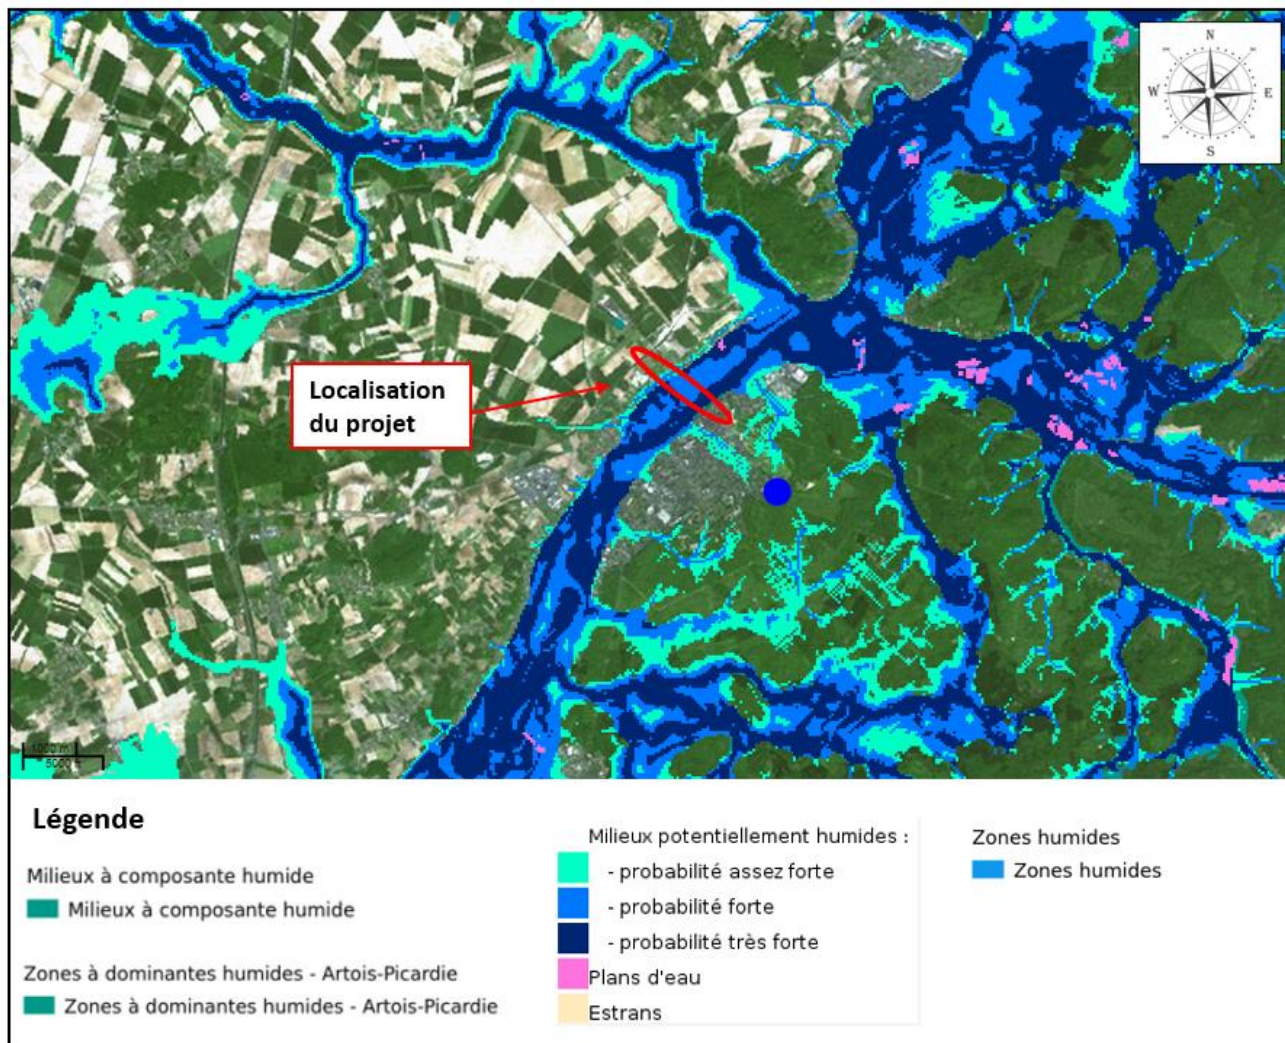 N
W
E
S
Localisation
du projet
1000 m
5000 ft
Légende
Milieux à composante humide
Milieux à composante humide
Zones à dominantes humides - Artois-Picardie
Zones à dominantes humides - Artois-Picardie
Milieux potentiellement humides :
- probabilité assez forte
- probabilité forte
- probabilité très forte
Plans d'eau
Estrans
Zones humides
Zones humides